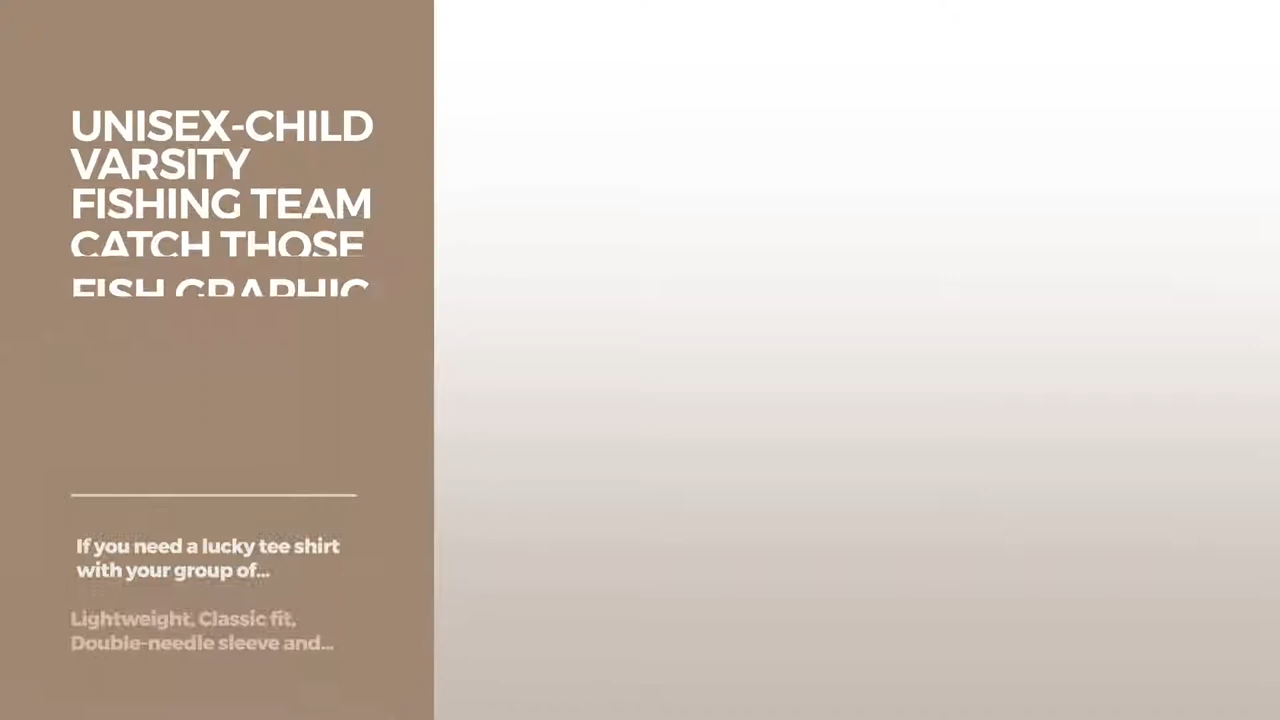 UNISEX-CHILD
VARSITY
FISHING TEAM
CATCH THOSE
FISH GRAPHIC
If you need a lucky tee shirt
with your group of...
Lightweight, Classic fit,
Double-needle sleeve and...